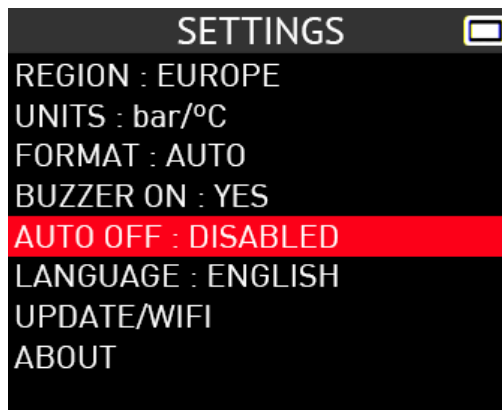 SETTINGS
REGION : EUROPE
UNITS : bar/ºC
FORMAT : AUTO
BUZZER ON : YES
AUTO OFF : DISABLED
LANGUAGE : ENGLISH
UPDATE/WIFI
ABOUT